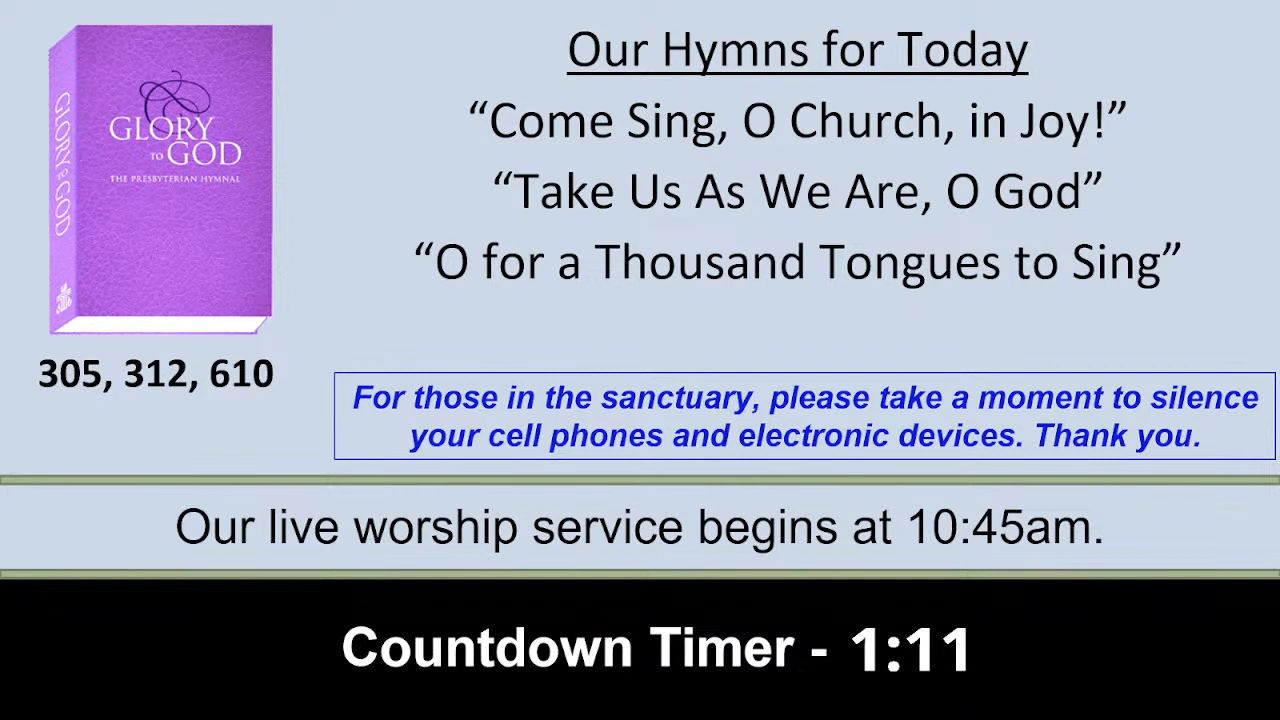 Our Hymns for Today
“Come Sing, O Church, in Joy!”
“Take Us As We Are, O God”
“O for a Thousand Tongues to Sing”
GLORY
TO GOD
THE PRESBYTERIAN HYMNAL
GLORY TO GOD
305, 312, 610
For those in the sanctuary, please take a moment to silence
your cell phones and electronic devices. Thank you.
Our live worship service begins at 10:45am.
Countdown Timer - 1:11